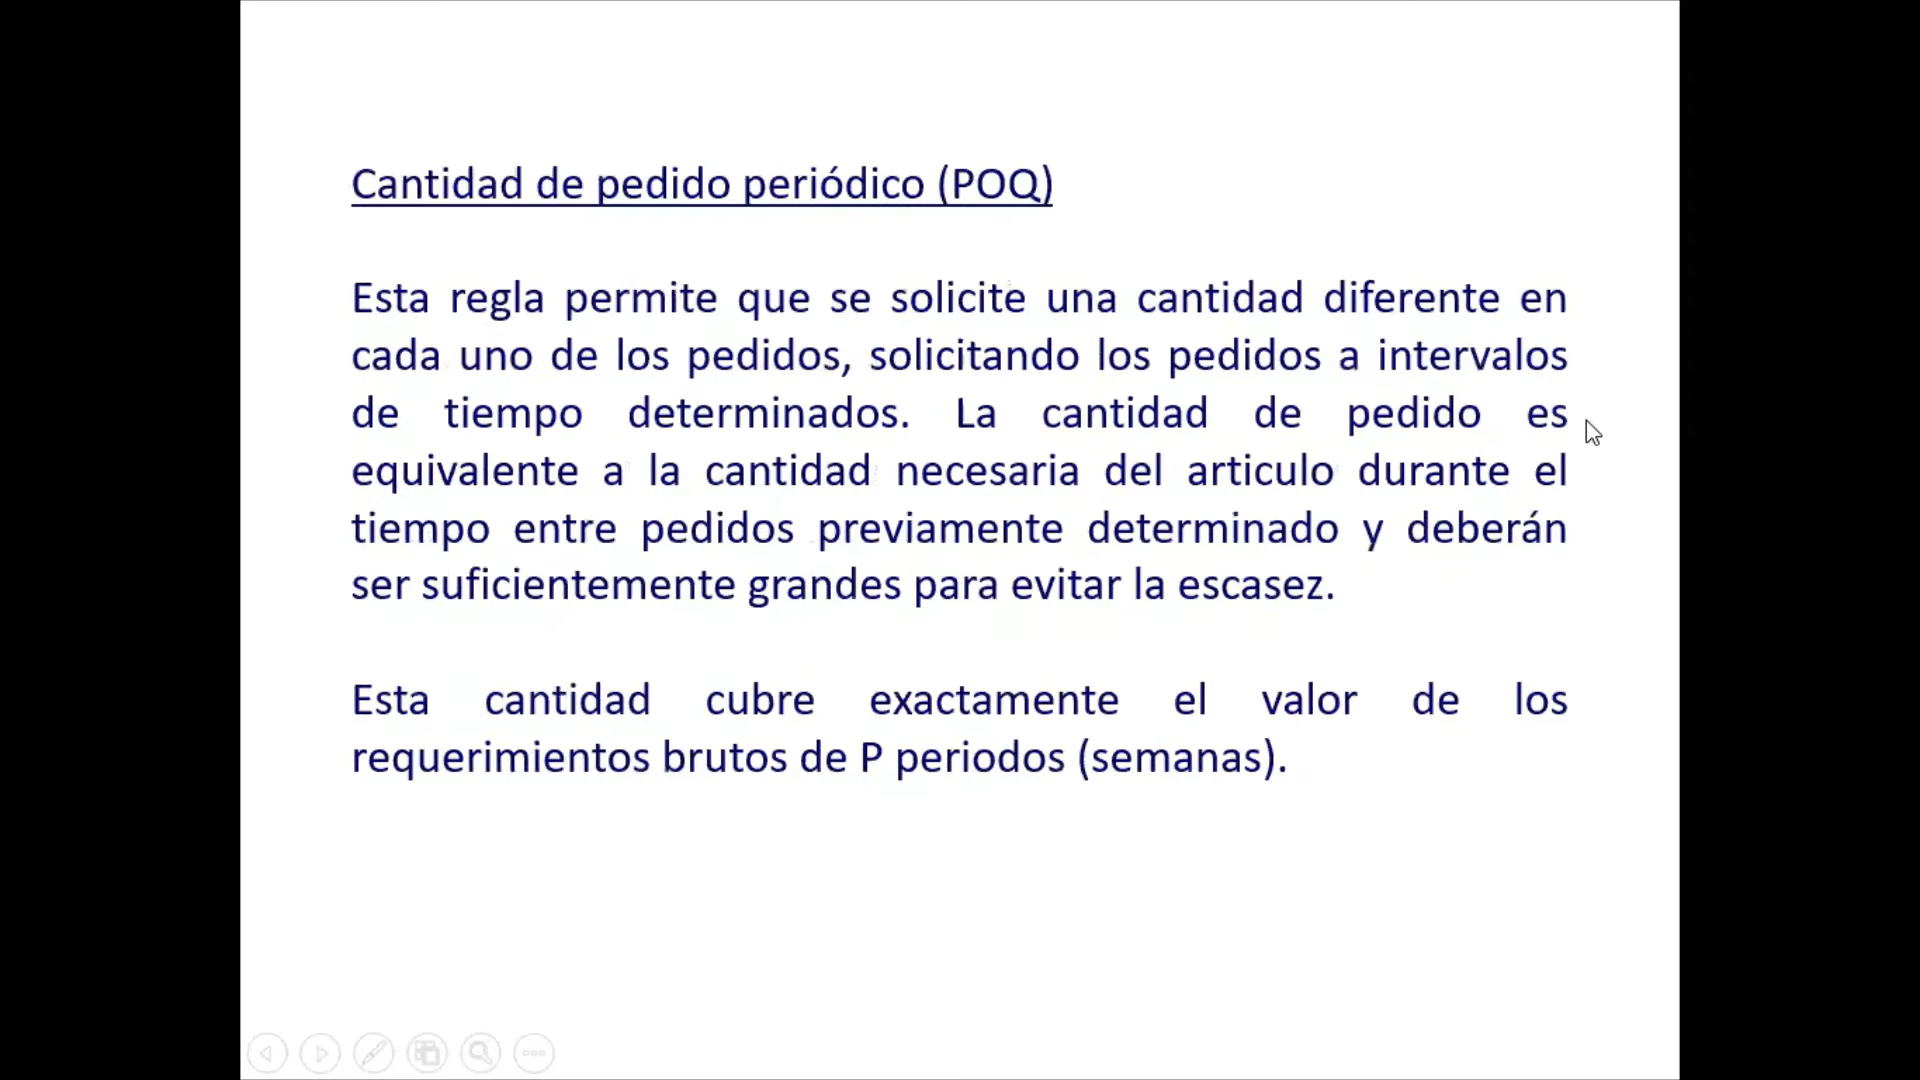 Cantidad de pedido periódico (POQ)
Esta regla permite que se solicite una cantidad diferente en
cada uno de los pedidos, solicitando los pedidos a intervalos
de tiempo determinados. La cantidad de pedido es
equivalente a la cantidad necesaria del articulo durante el
tiempo entre pedidos previamente determinado y deberán
ser suficientemente grandes para evitar la escasez.
Esta cantidad cubre exactamente el valor de los
requerimientos brutos de P periodos (semanas).